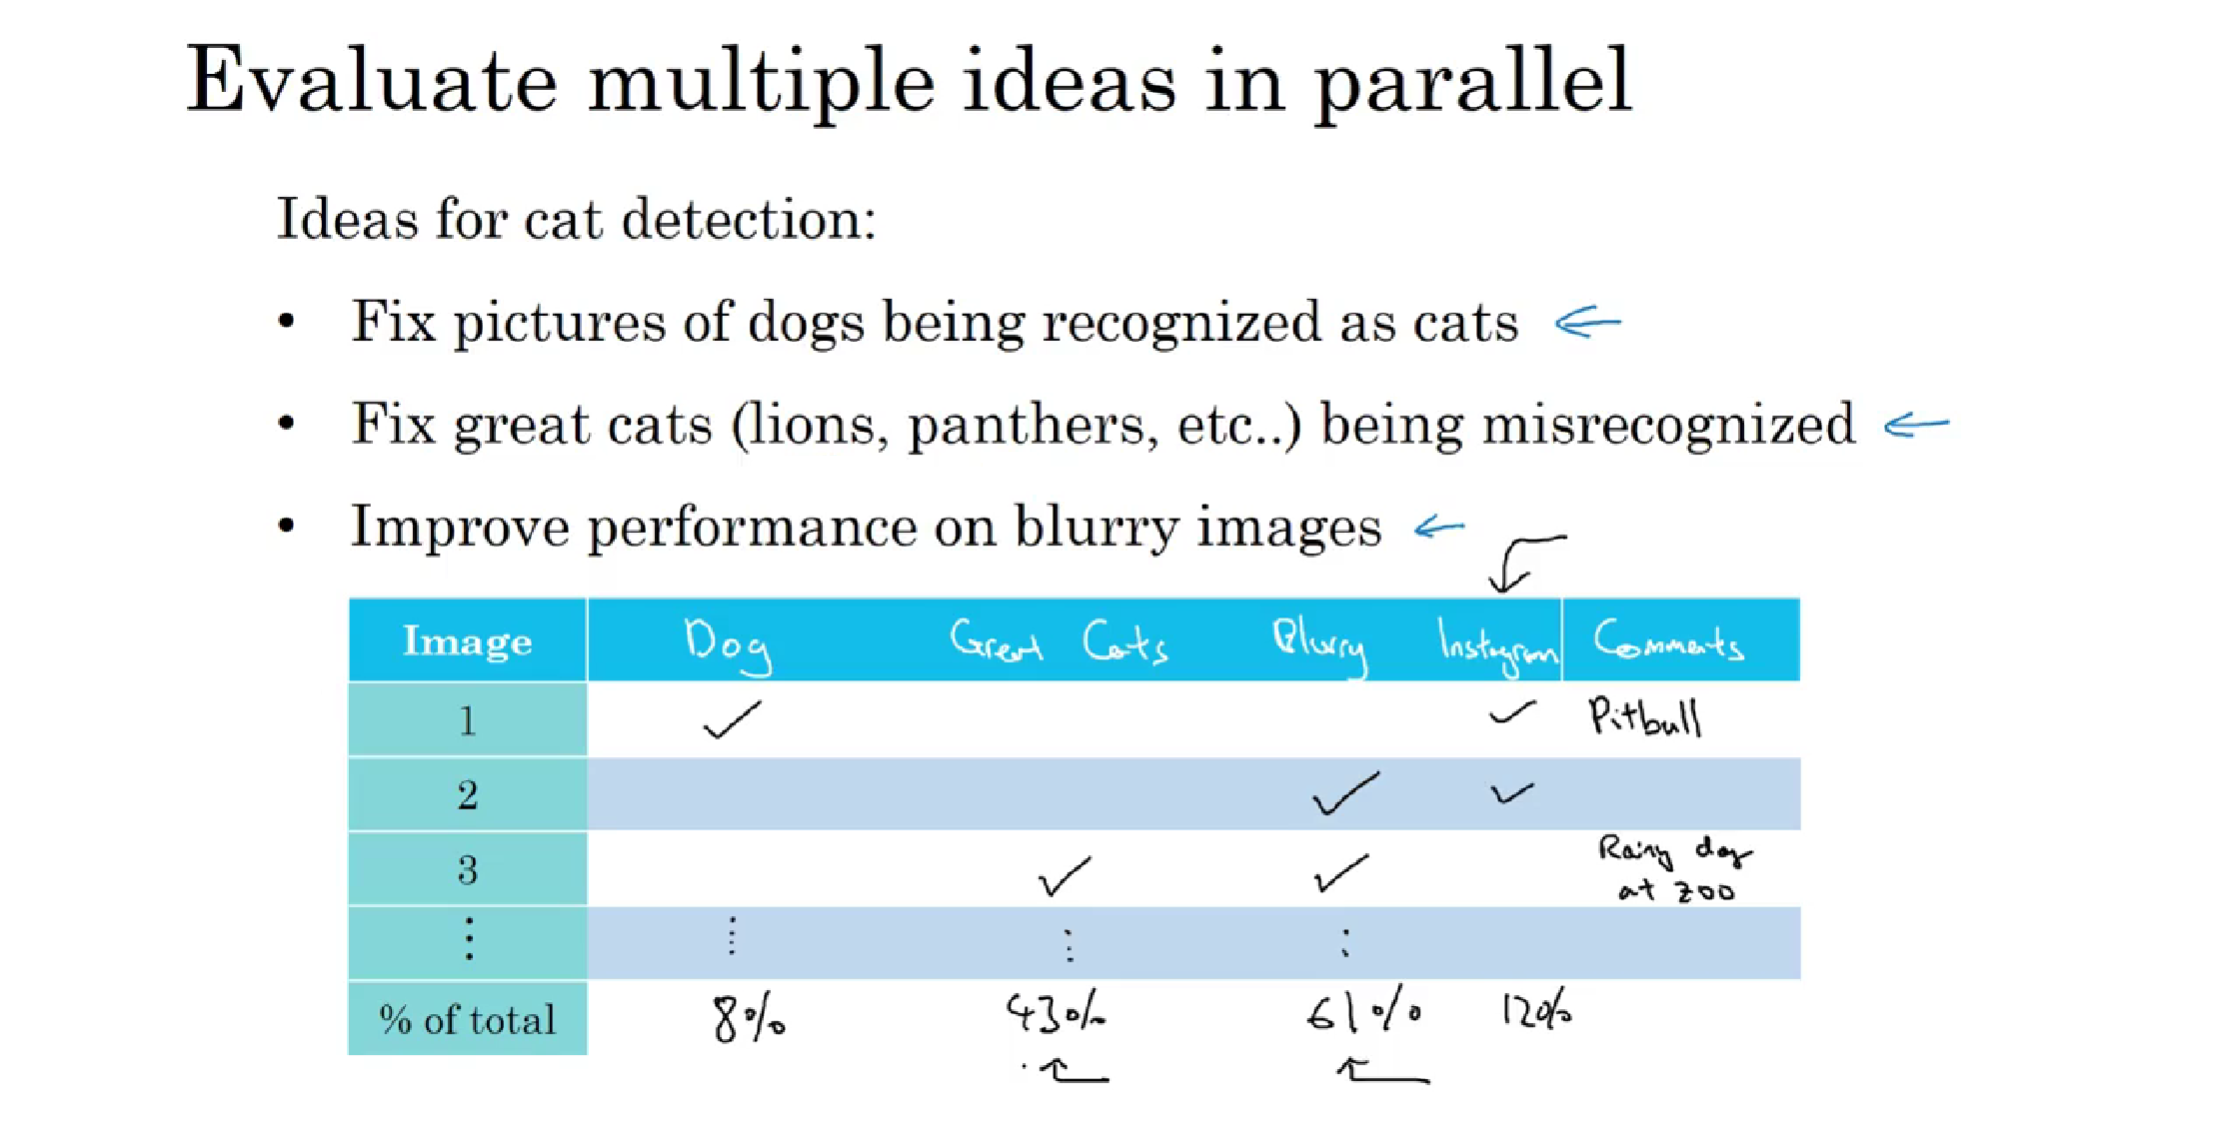 Evaluate multiple ideas in parallel
Ideas for cat detection:
• Fix pictures of dogs being recognized as cats
• Fix great cats (lions, panthers, etc..) being misrecognized
• Improve performance on blurry images
Image Dog Great Cats Blurry Instagram Comments
1 ✓ ✓ Pitbull
2 ✓ ✓
3 ✓ ✓ Rainy day
at zoo
⋮ ⋮ ⋮ ⋮
% of total 8% 43% 61% 12%